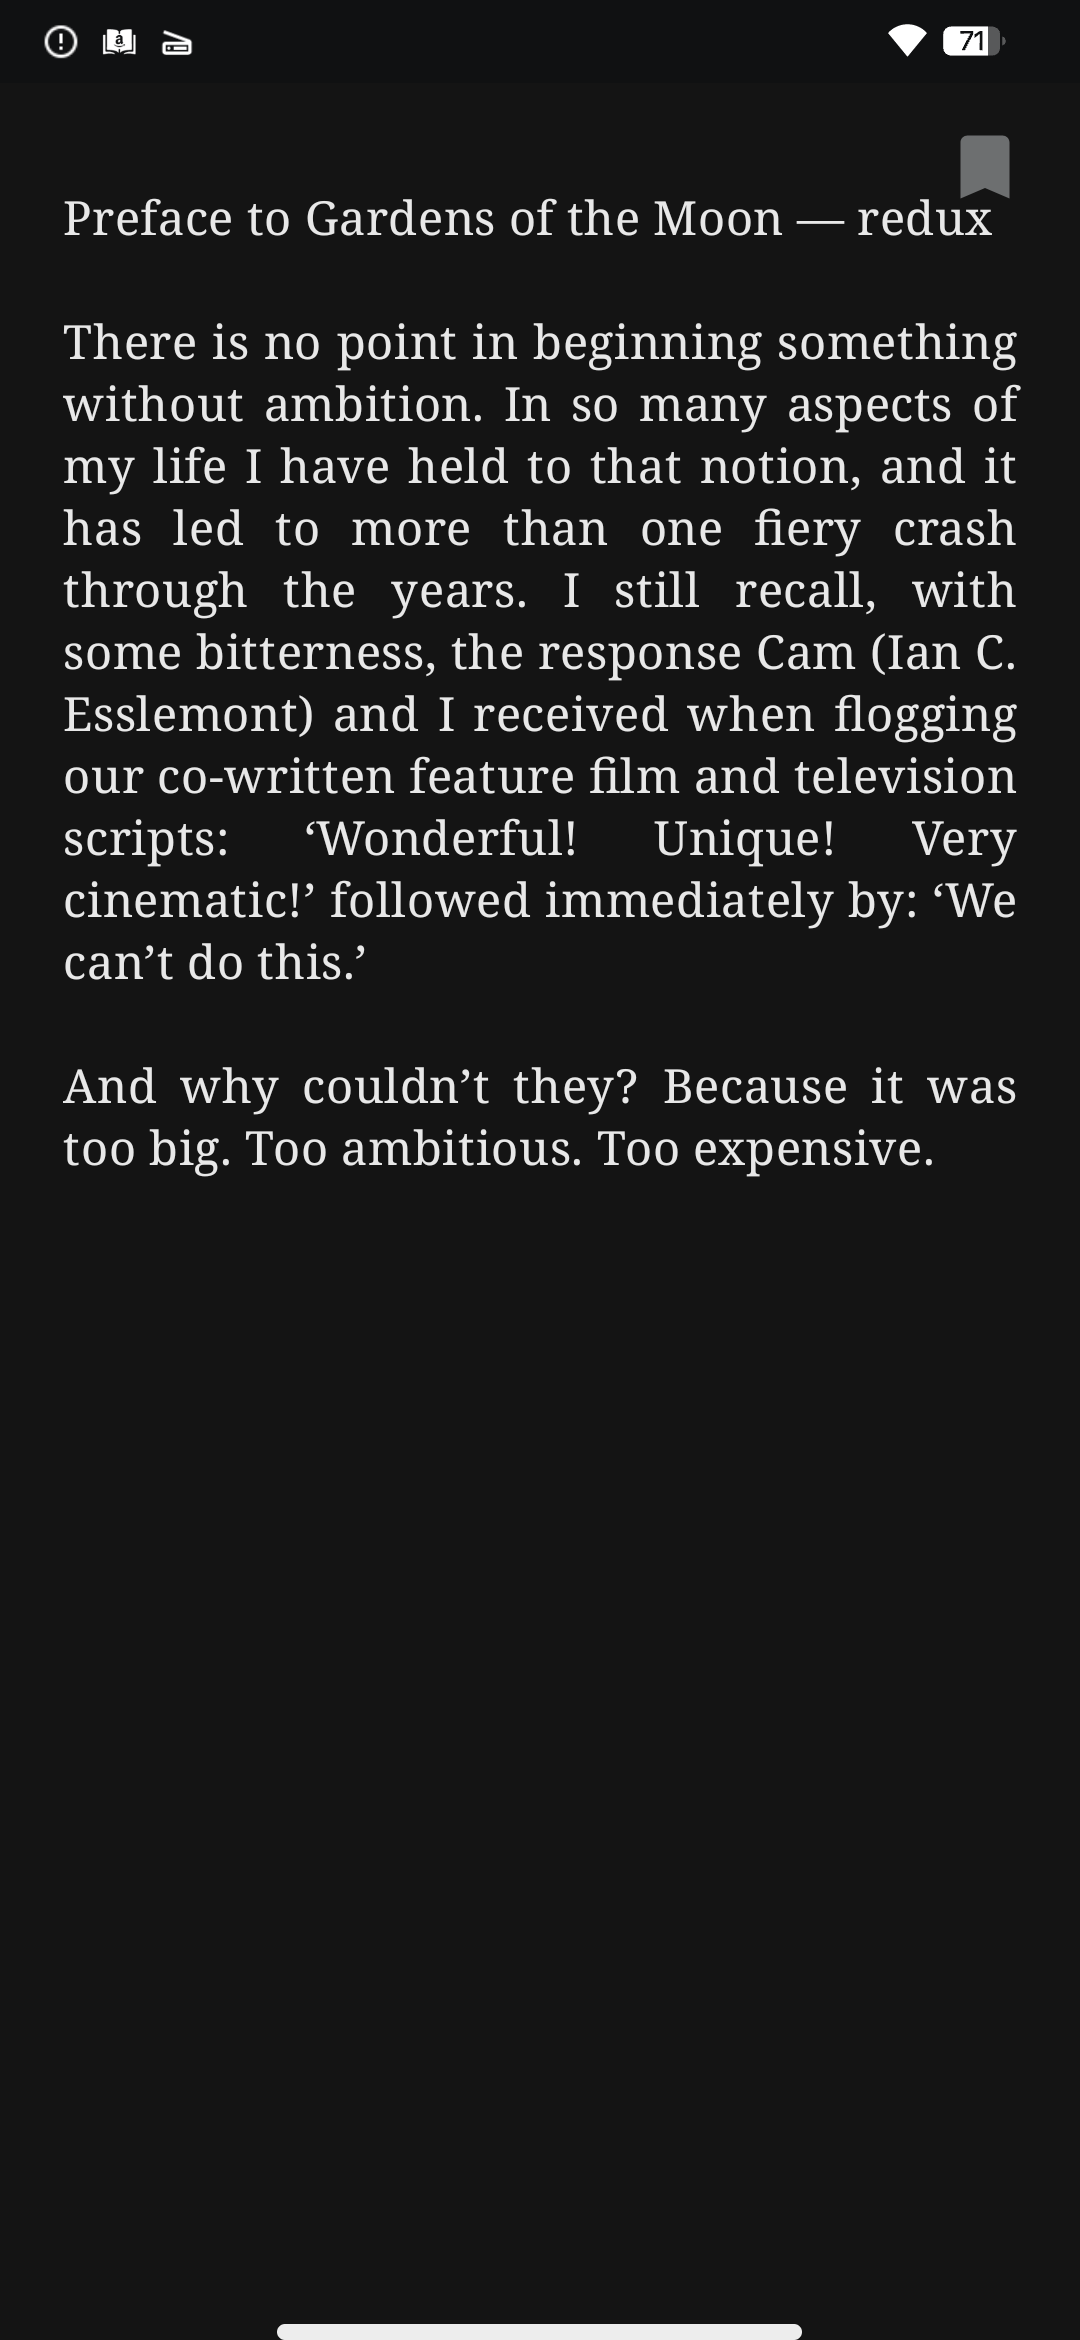 71
Preface to Gardens of the Moon — redux
There is no point in beginning something
without ambition. In so many aspects of
my life I have held to that notion, and it
has led to more than one fiery crash
through the years. I still recall, with
some bitterness, the response Cam (Ian C.
Esslemont) and I received when flogging
our co-written feature film and television
scripts: ‘Wonderful! Unique! Very
cinematic!’ followed immediately by: ‘We
can’t do this.’
And why couldn’t they? Because it was
too big. Too ambitious. Too expensive.